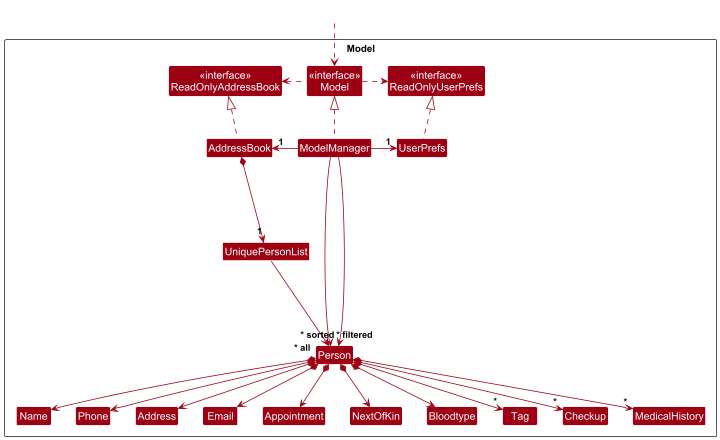 Model
«interface»
ReadOnlyAddressBook
«interface»
Model
«interface»
ReadOnlyUserPrefs
AddressBook
1
ModelManager
1
UserPrefs
1
UniquePersonList
* sorted
* filtered
* all
Person
* * *
Name
Phone
Address
Email
Appointment
NextOfKin
Bloodtype
Tag
Checkup
MedicalHistory